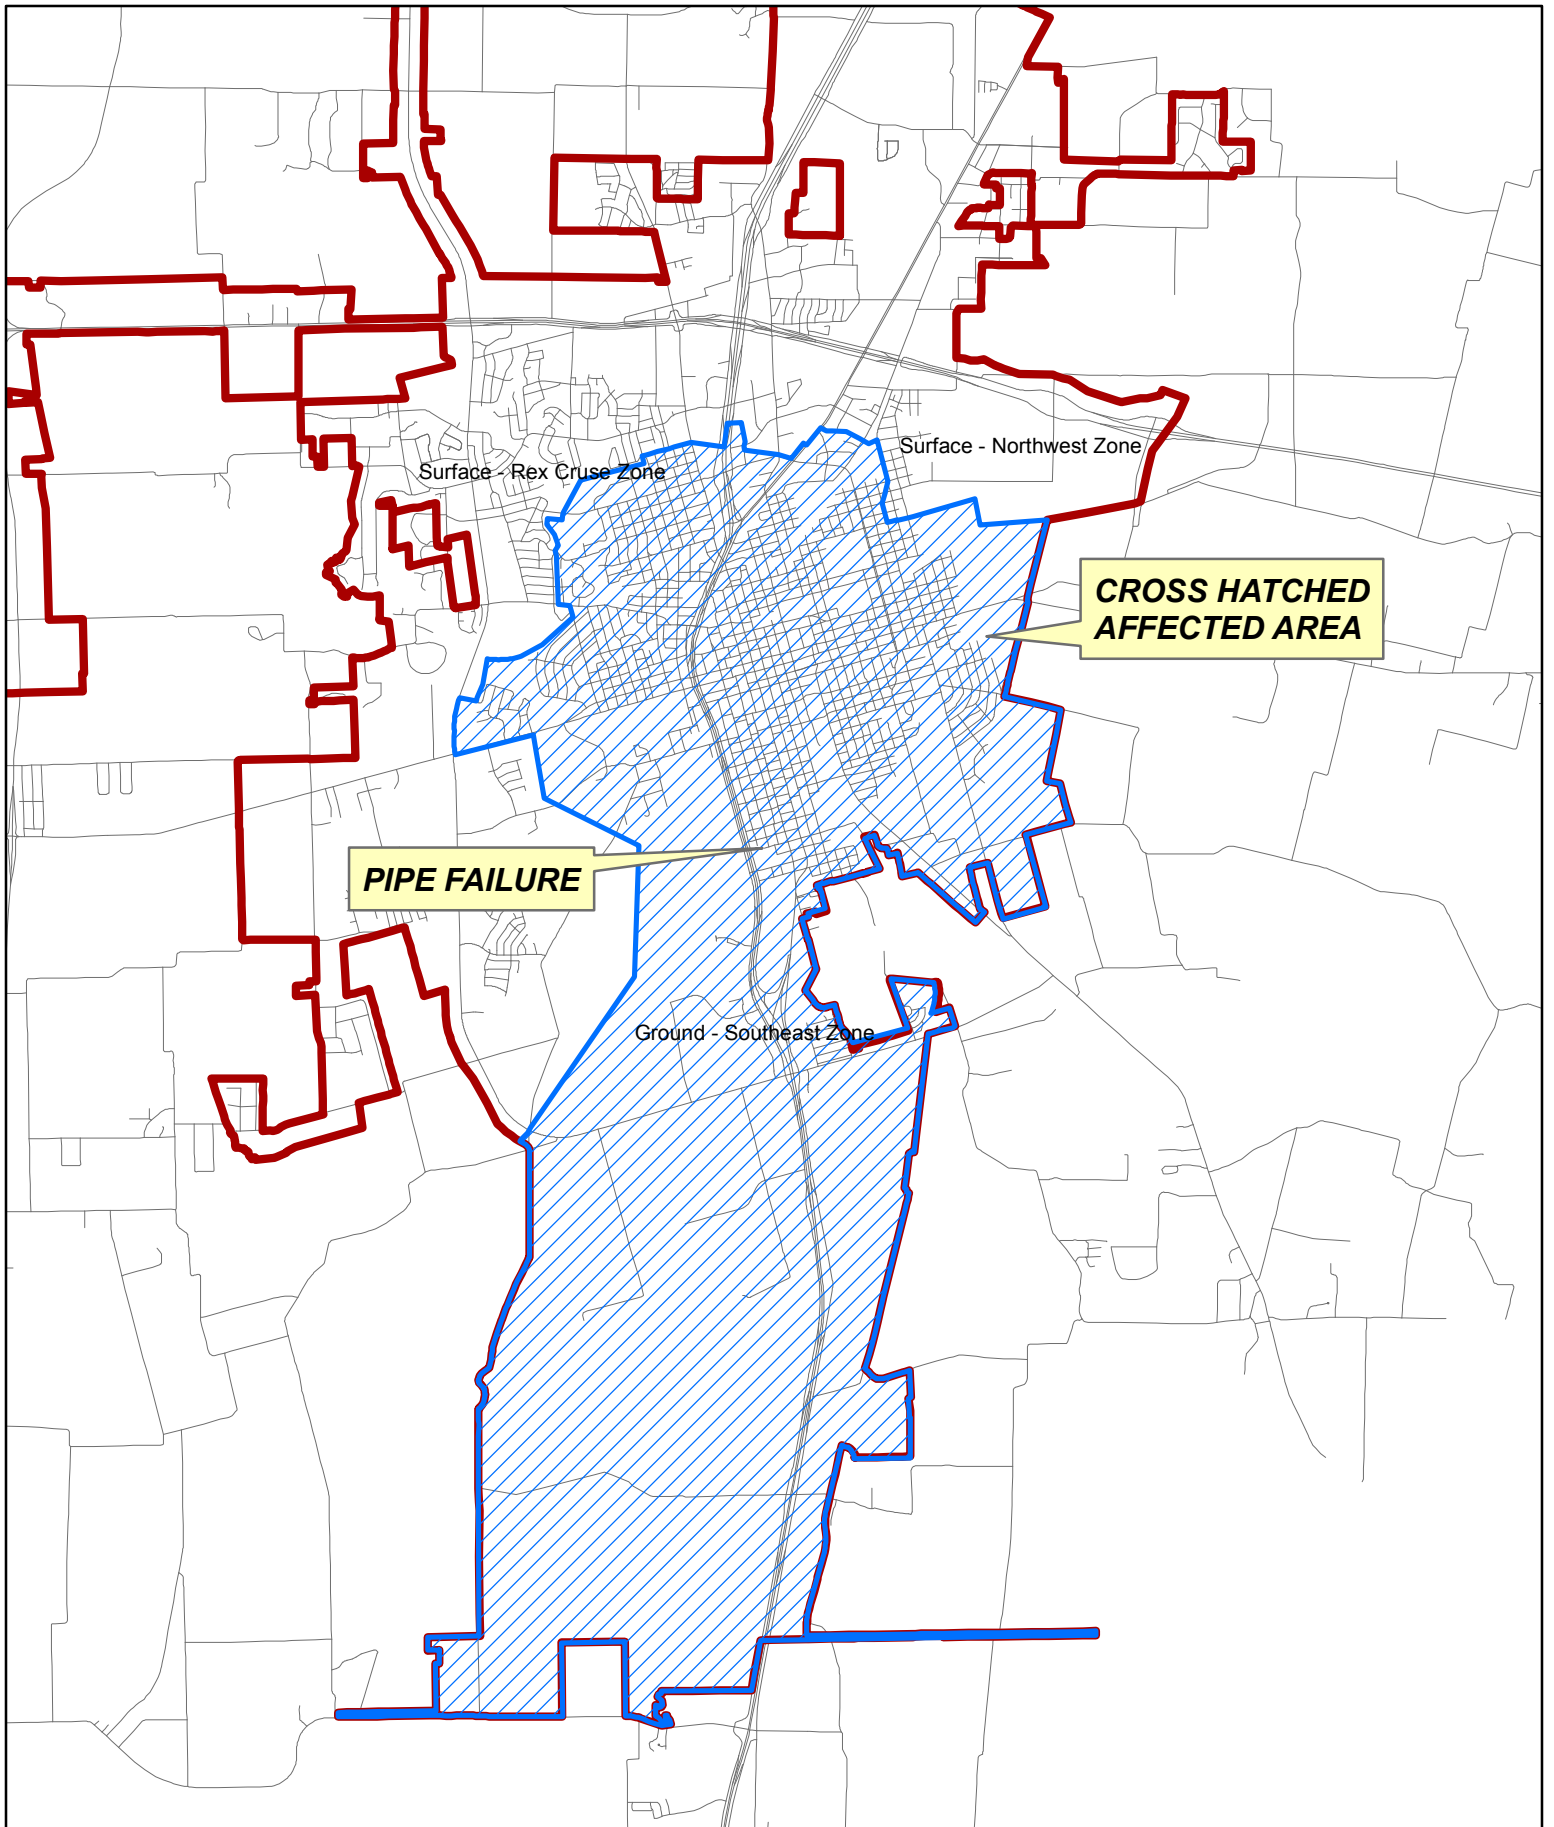 Surface - Northwest Zone
Surface - Rex Cruse Zone
CROSS HATCHED
AFFECTED AREA
PIPE FAILURE
Ground - Southeast Zone